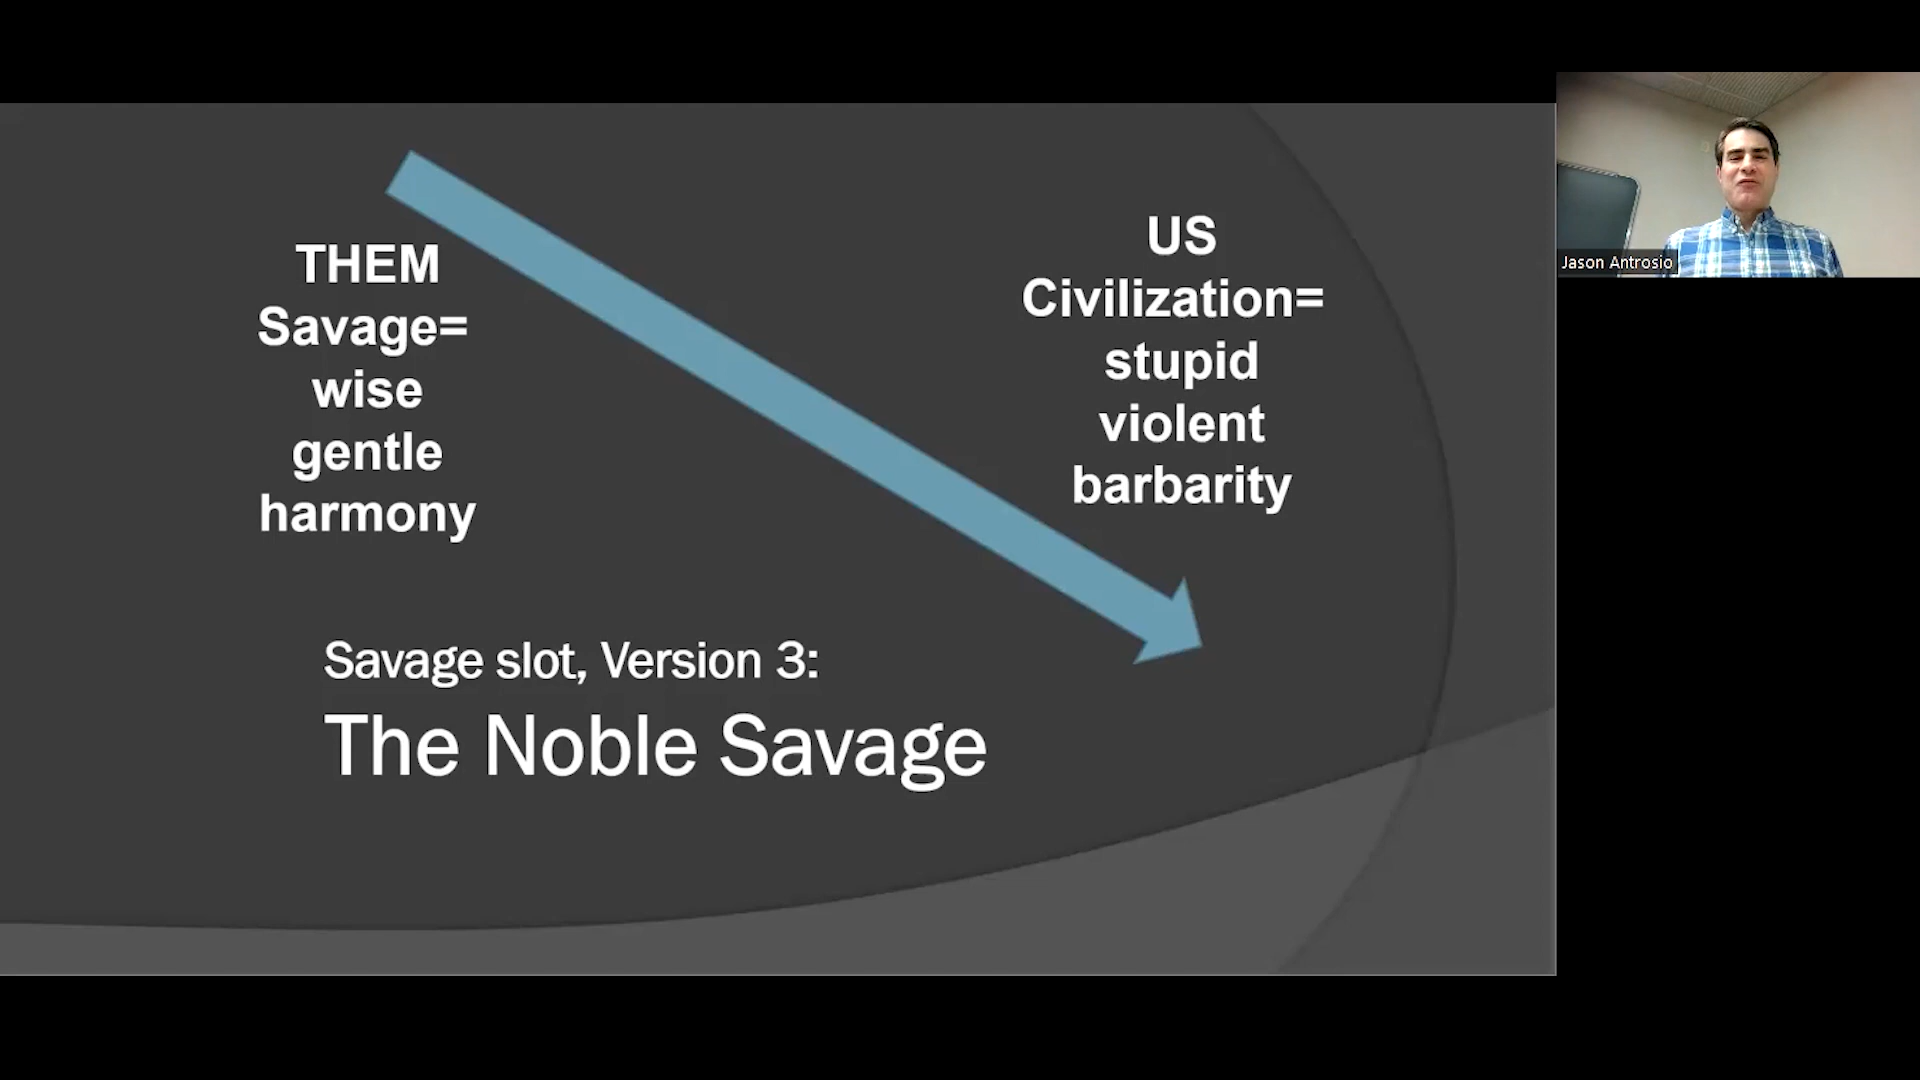 THEM
Savage=
wise
gentle
harmony
US
Civilization=
stupid
violent
barbarity
Savage slot, Version 3:
The Noble Savage
Jason Antrosio